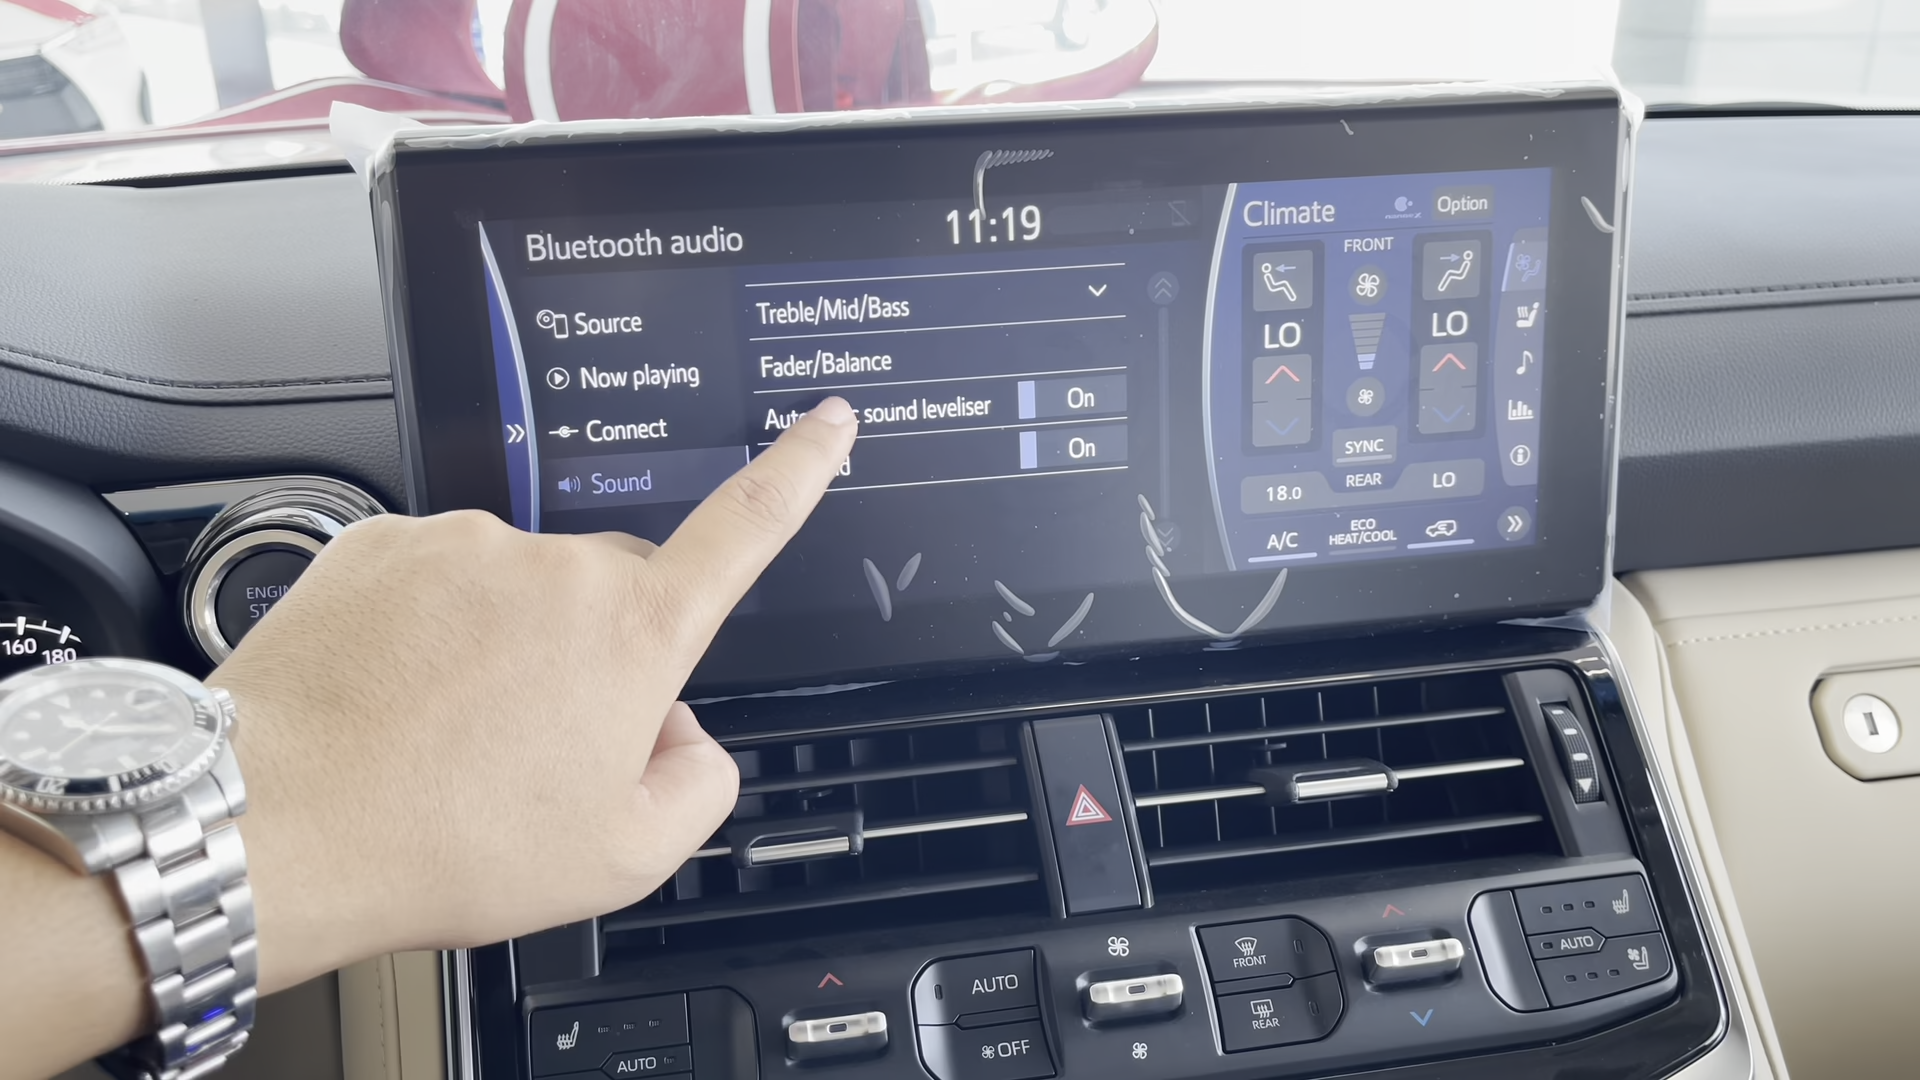 Bluetooth audio
11:19
Source
Now playing
Connect
Sound
Treble/Mid/Bass
Fader/Balance
sound leveliser
On
On
Climate
Option
FRONT
LO
LO
SYNC
REAR
18.0
LO
A/C
ECO
HEAT/COOL
160
180
AUTO
OFF
FRONT
REAR
AUTO
AUTO
20